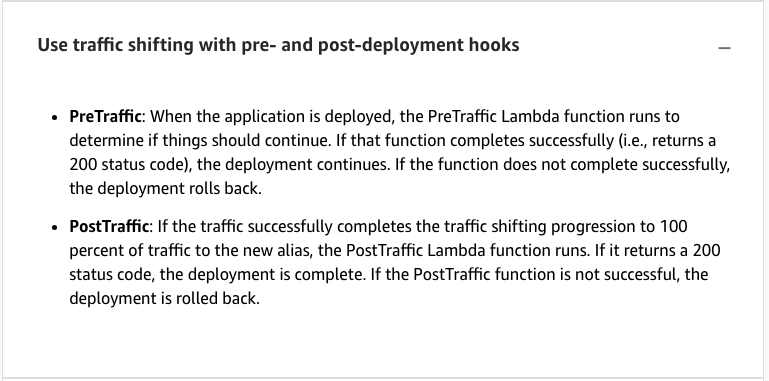 Use traffic shifting with pre- and post-deployment hooks
• PreTraffic: When the application is deployed, the PreTraffic Lambda function runs to
determine if things should continue. If that function completes successfully (i.e., returns a
200 status code), the deployment continues. If the function does not complete successfully,
the deployment rolls back.
• PostTraffic: If the traffic successfully completes the traffic shifting progression to 100
percent of traffic to the new alias, the PostTraffic Lambda function runs. If it returns a 200
status code, the deployment is complete. If the PostTraffic function is not successful, the
deployment is rolled back.